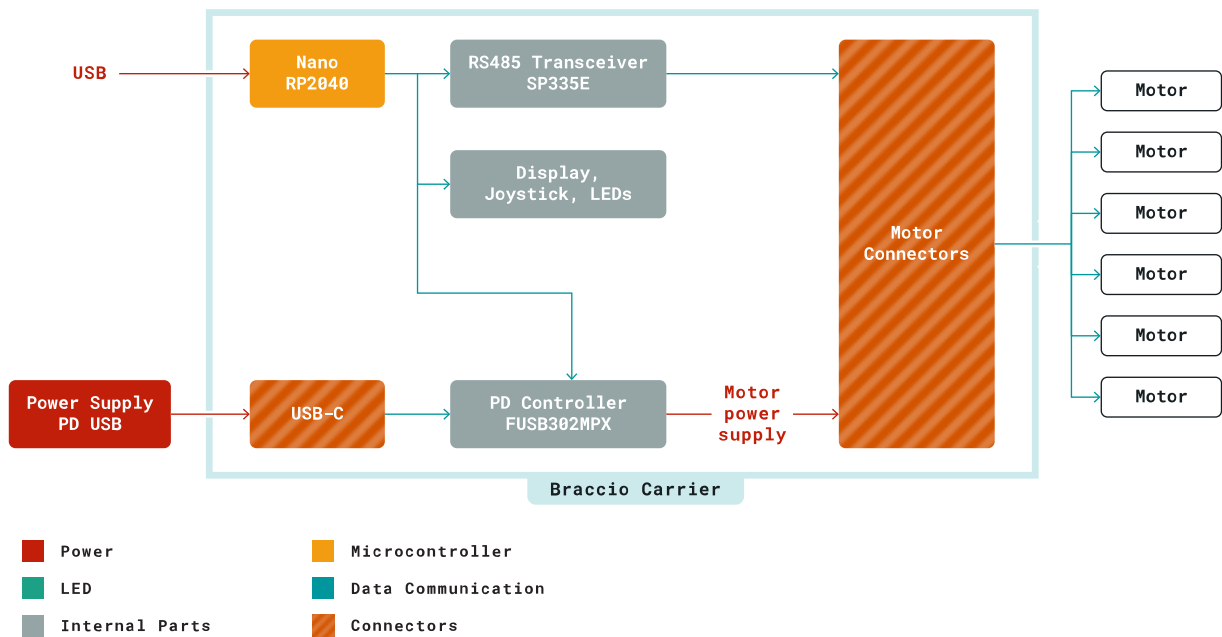 USB
Nano
RP2040
RS485 Transceiver
SP335E
Display,
Joystick, LEDs
Motor
Connectors
Motor
Motor
Motor
Motor
Motor
Motor
Power Supply
PD USB
USB-C
PD Controller
FUSB302MPX
Motor
power
supply
Braccio Carrier
Power
Microcontroller
LED
Data Communication
Internal Parts
Connectors